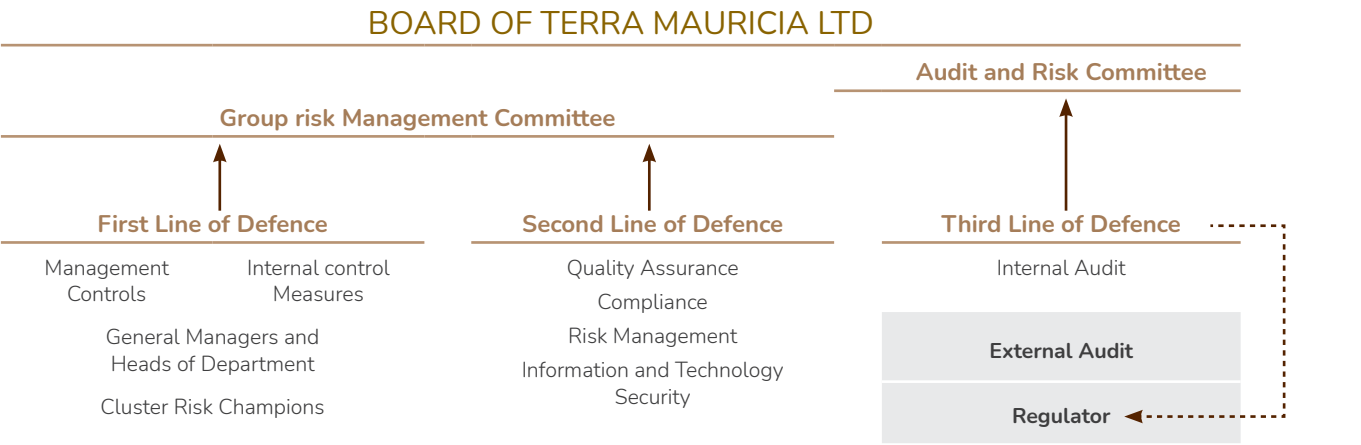 BOARD OF TERRA MAURICIA LTD
Audit and Risk Committee
Group risk Management Committee
First Line of Defence
Management
Controls
Internal control
Measures
General Managers and
Heads of Department
Cluster Risk Champions
Second Line of Defence
Quality Assurance
Compliance
Risk Management
Information and Technology
Security
Third Line of Defence
Internal Audit
External Audit
Regulator